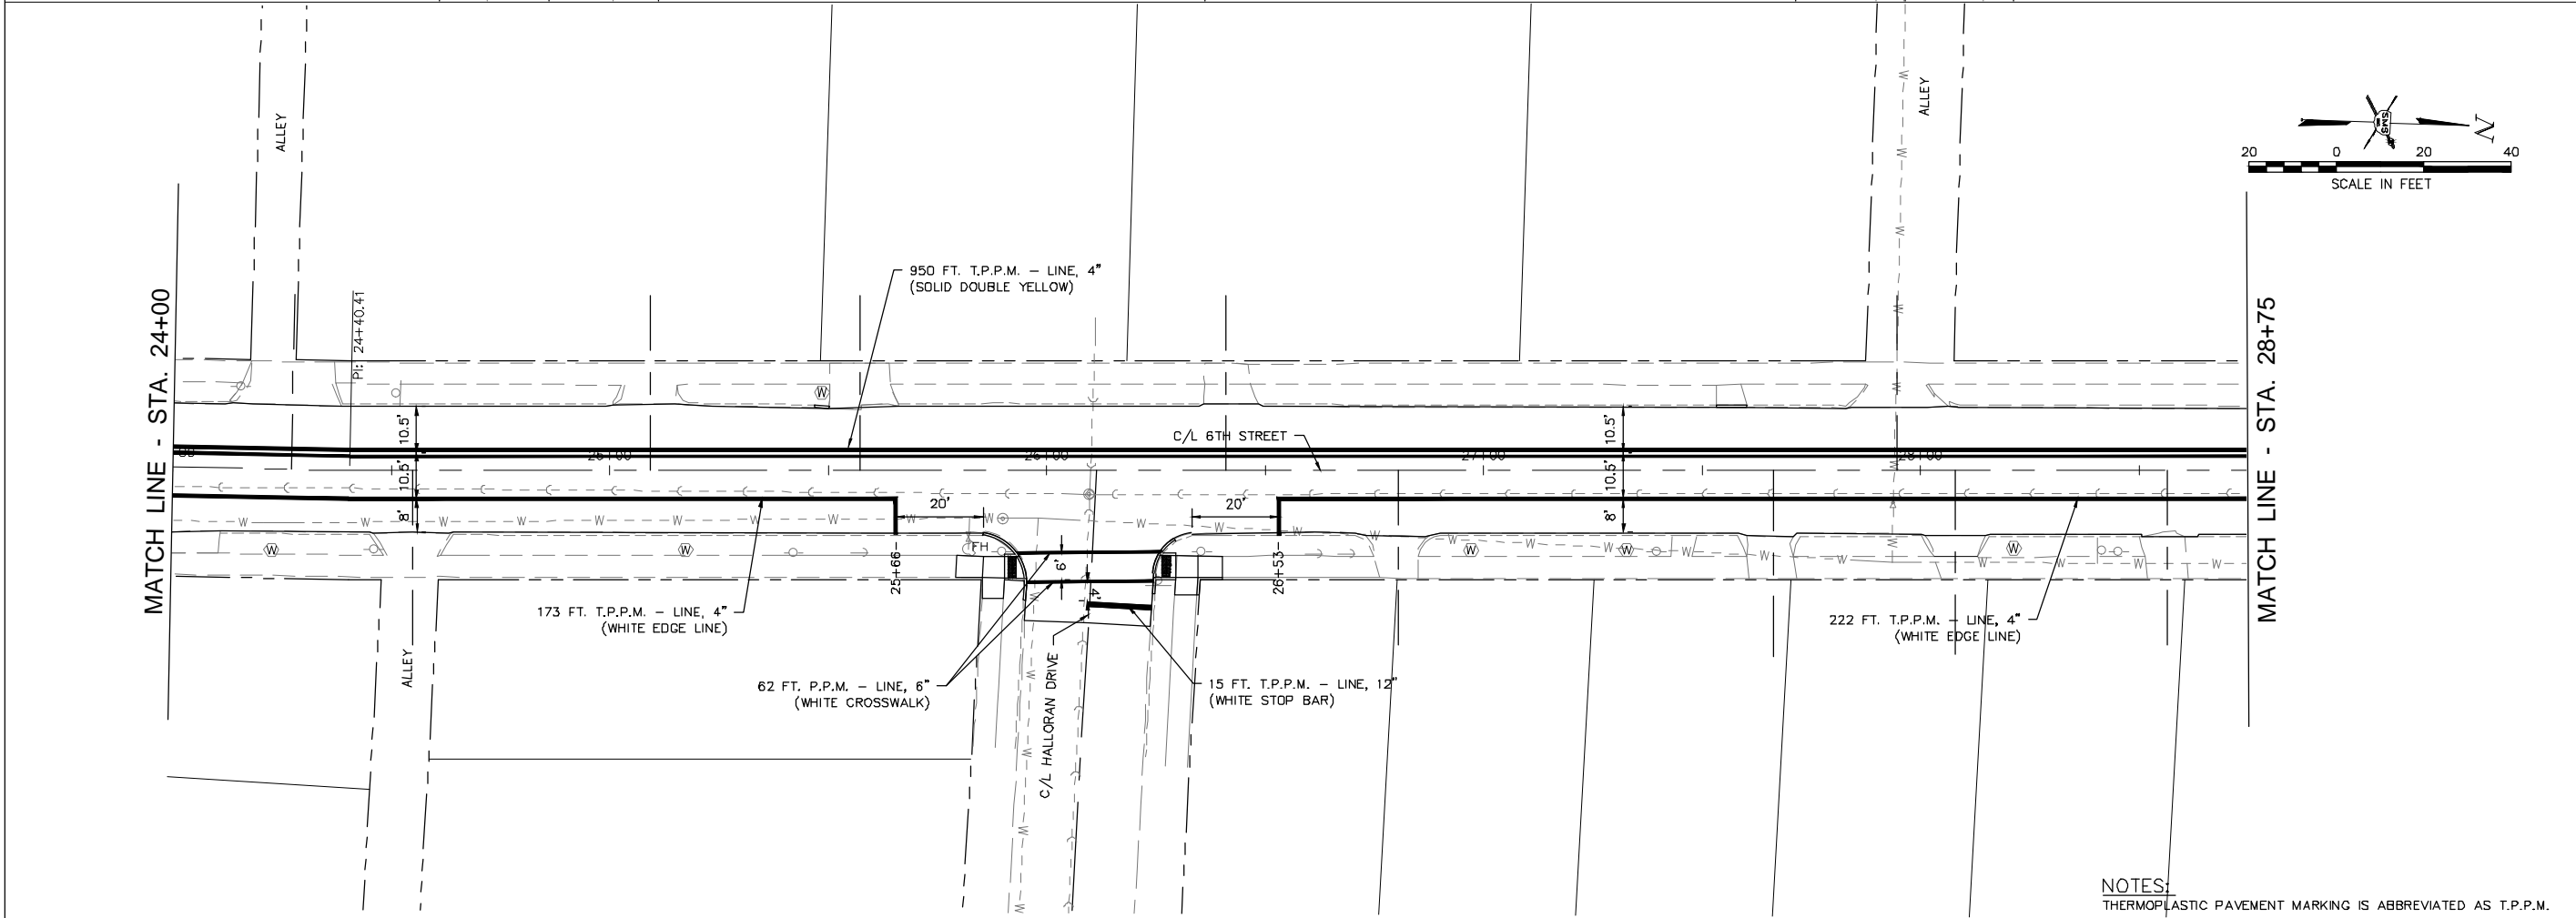 ALLEY
ALLEY
N
SMS
20 0 20 40
SCALE IN FEET
MATCH LINE - STA. 24+00
PI: 24+40.41
950 FT. T.P.P.M. - LINE, 4"
(SOLID DOUBLE YELLOW)
C/L 6TH STREET
MATCH LINE - STA. 28+75
W
10.5'
10.5'
8'
10.5'
10.5'
8'
00
25+00
26+00
27+00
28+00
20'
20'
FH
25+66
26+53
6'
4'
W
W
W
W
W
173 FT. T.P.P.M. - LINE, 4"
(WHITE EDGE LINE)
222 FT. T.P.P.M. - LINE, 4"
(WHITE EDGE LINE)
ALLEY
62 FT. P.P.M. - LINE, 6"
(WHITE CROSSWALK)
C/L HALLORAN DRIVE
15 FT. T.P.P.M. - LINE, 12"
(WHITE STOP BAR)
NOTES:
THERMOPLASTIC PAVEMENT MARKING IS ABBREVIATED AS T.P.P.M.